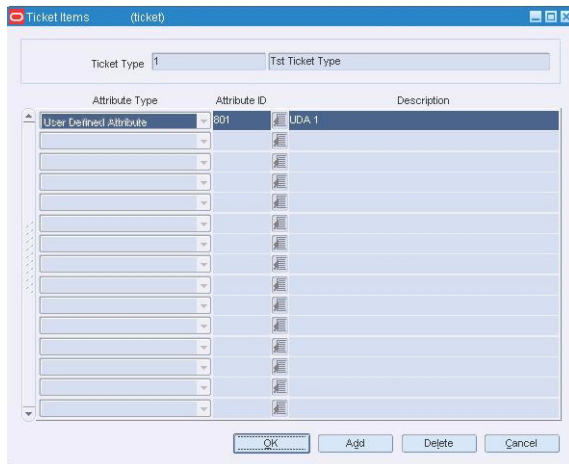 Ticket Items (ticket)
Ticket Type 1 Tst Ticket Type
Attribute Type Attribute ID Description
User Defined Attribute 801 UDA 1
OK Add Delete Cancel